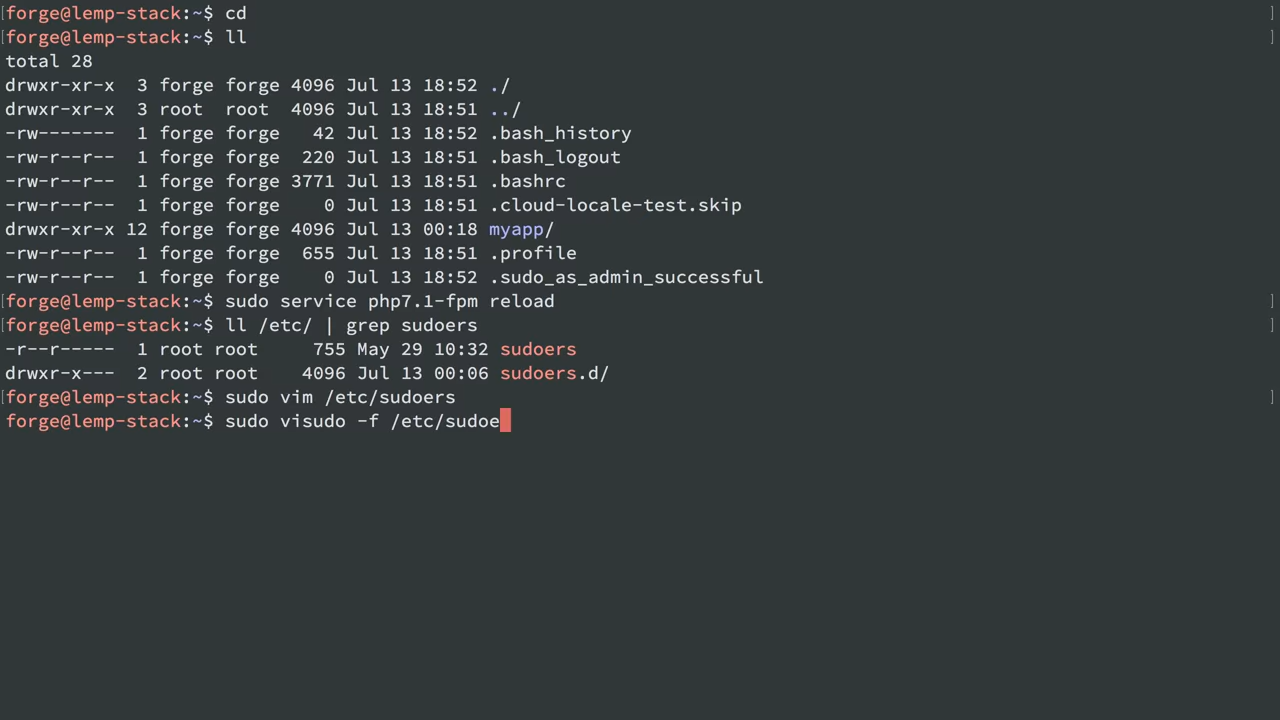 [forge@lemp-stack:~$ cd ]
[forge@lemp-stack:~$ ll ]
total 28
drwxr-xr-x  3 forge forge 4096 Jul 13 18:52 ./
drwxr-xr-x  3 root  root  4096 Jul 13 18:51 ../
-rw-------  1 forge forge   42 Jul 13 18:52 .bash_history
-rw-r--r--  1 forge forge  220 Jul 13 18:51 .bash_logout
-rw-r--r--  1 forge forge 3771 Jul 13 18:51 .bashrc
-rw-r--r--  1 forge forge    0 Jul 13 18:51 .cloud-locale-test.skip
drwxr-xr-x 12 forge forge 4096 Jul 13 00:18 myapp/
-rw-r--r--  1 forge forge  655 Jul 13 18:51 .profile
-rw-r--r--  1 forge forge    0 Jul 13 18:52 .sudo_as_admin_successful
[forge@lemp-stack:~$ sudo service php7.1-fpm reload ]
[forge@lemp-stack:~$ ll /etc/ | grep sudoers ]
-r--r-----  1 root root     755 May 29 10:32 sudoers
drwxr-x---  2 root root    4096 Jul 13 00:06 sudoers.d/
[forge@lemp-stack:~$ sudo vim /etc/sudoers ]
forge@lemp-stack:~$ sudo visudo -f /etc/sudoe